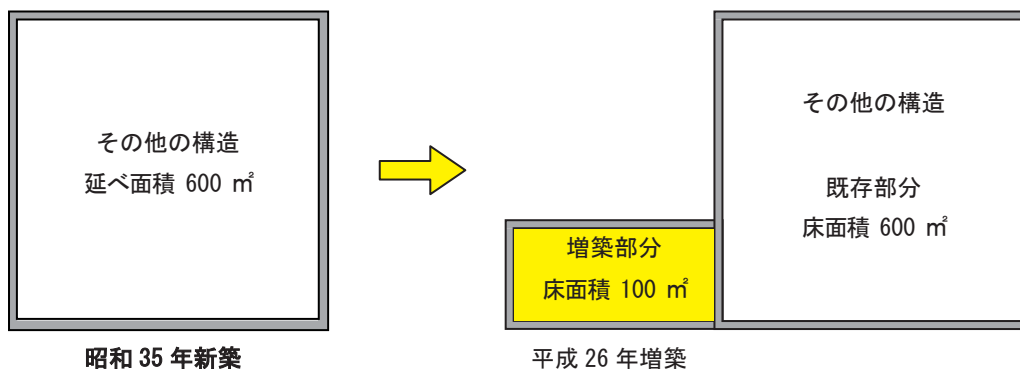 その他の構造
延べ面積 600 ㎡
昭和 35 年新築
増築部分
床面積 100 ㎡
その他の構造
既存部分
床面積 600 ㎡
平成 26 年増築